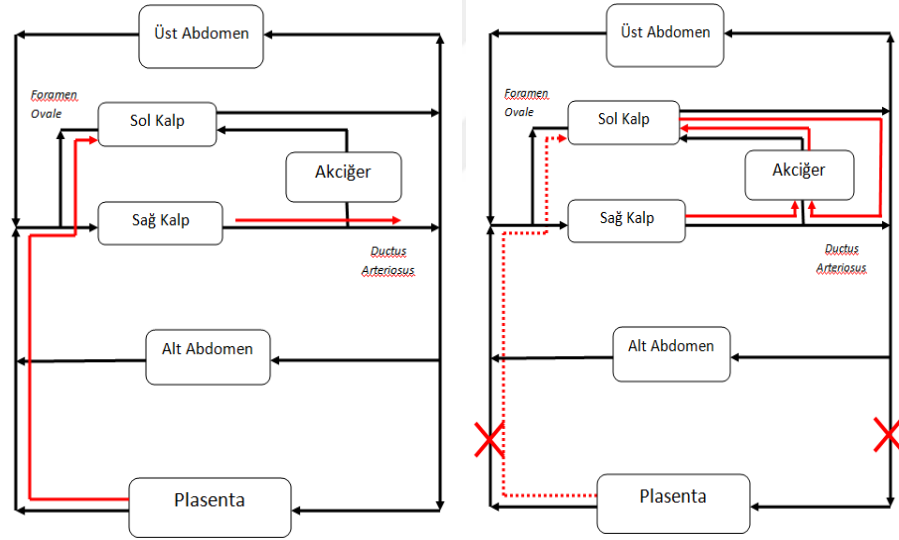 Üst Abdomen
Foramen
Ovale
Sol Kalp
Akciğer
Sağ Kalp
Ductus
Arteriosus
Alt Abdomen
Plasenta
Üst Abdomen
Foramen
Ovale
Sol Kalp
Akciğer
Sağ Kalp
Ductus
Arteriosus
Alt Abdomen
Plasenta